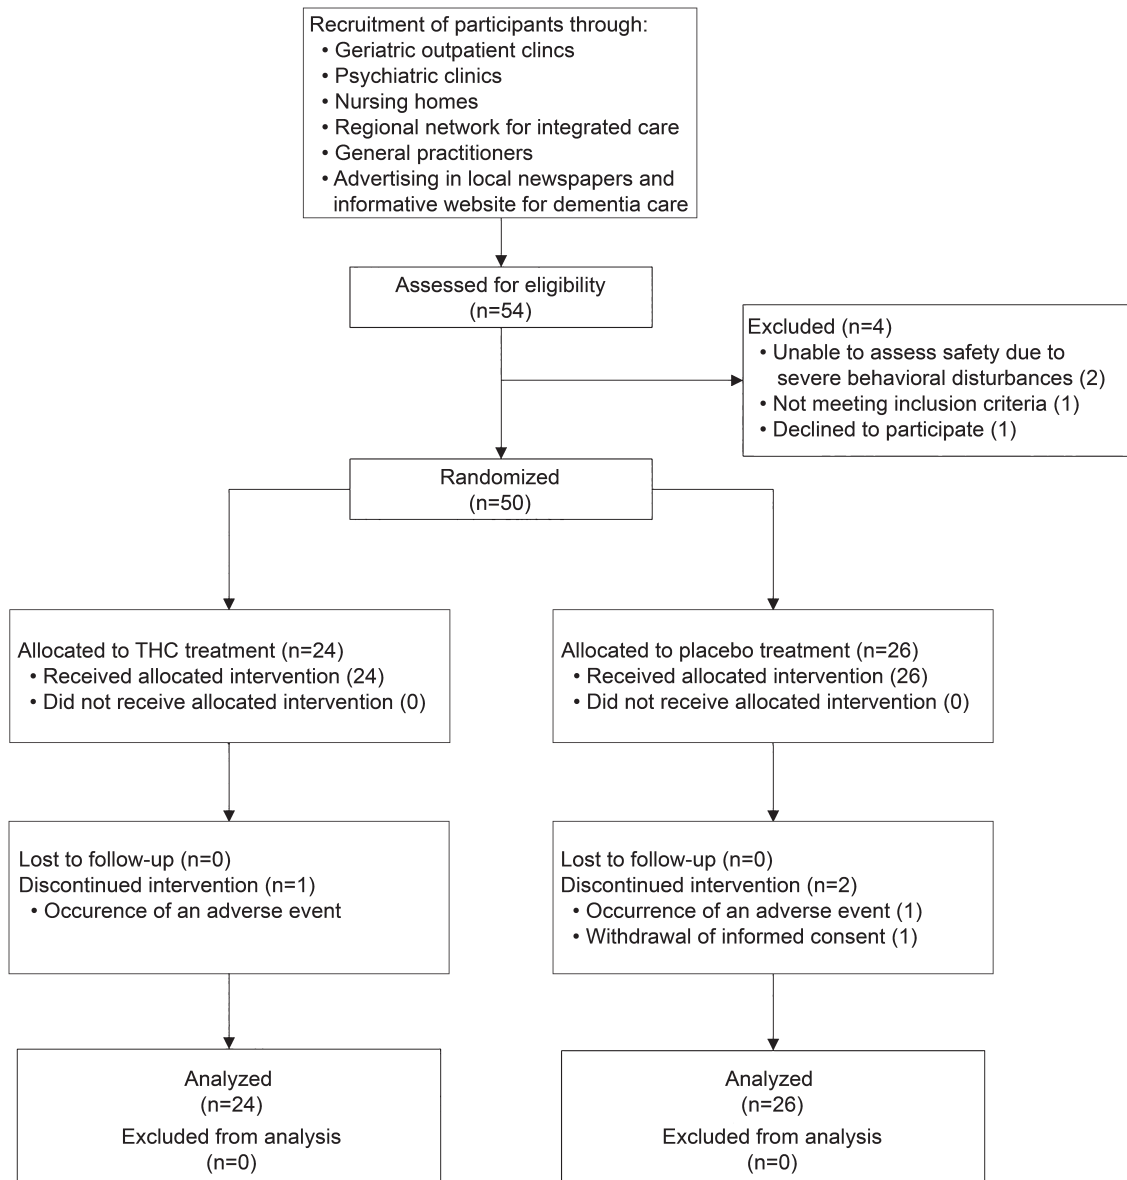 Recruitment of participants through:
• Geriatric outpatient clincs
• Psychiatric clinics
• Nursing homes
• Regional network for integrated care
• General practitioners
• Advertising in local newspapers and
informative website for dementia care
Assessed for eligibility
(n=54)
Excluded (n=4)
• Unable to assess safety due to
severe behavioral disturbances (2)
• Not meeting inclusion criteria (1)
• Declined to participate (1)
Randomized
(n=50)
Allocated to THC treatment (n=24)
• Received allocated intervention (24)
• Did not receive allocated intervention (0)
Allocated to placebo treatment (n=26)
• Received allocated intervention (26)
• Did not receive allocated intervention (0)
Lost to follow-up (n=0)
Discontinued intervention (n=1)
• Occurence of an adverse event
Lost to follow-up (n=0)
Discontinued intervention (n=2)
• Occurrence of an adverse event (1)
• Withdrawal of informed consent (1)
Analyzed
(n=24)
Excluded from analysis
(n=0)
Analyzed
(n=26)
Excluded from analysis
(n=0)